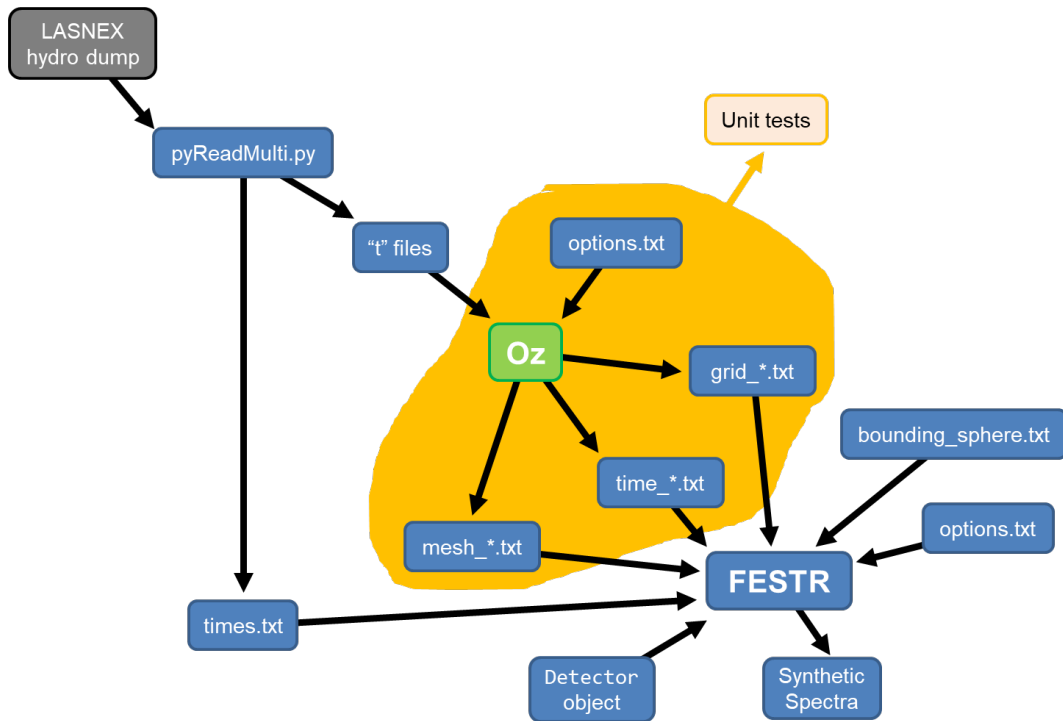 LASNEX
hydro dump
Unit tests
pyReadMulti.py
“t” files
options.txt
Oz
grid_*.txt
bounding_sphere.txt
time_*.txt
options.txt
mesh_*.txt
FESTR
times.txt
Detector
object
Synthetic
Spectra